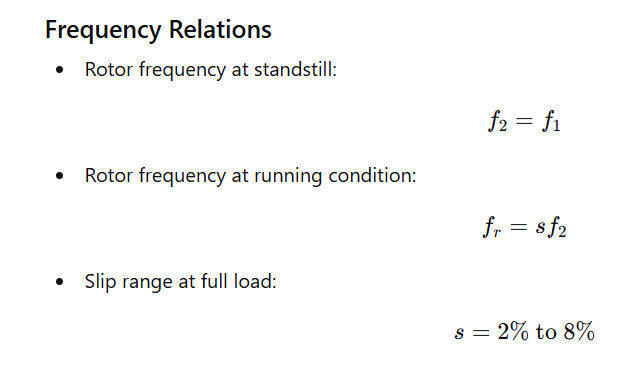 Frequency Relations
• Rotor frequency at standstill:
f₂ = f₁
• Rotor frequency at running condition:
fᵣ = sf₂
• Slip range at full load:
s = 2% to 8%